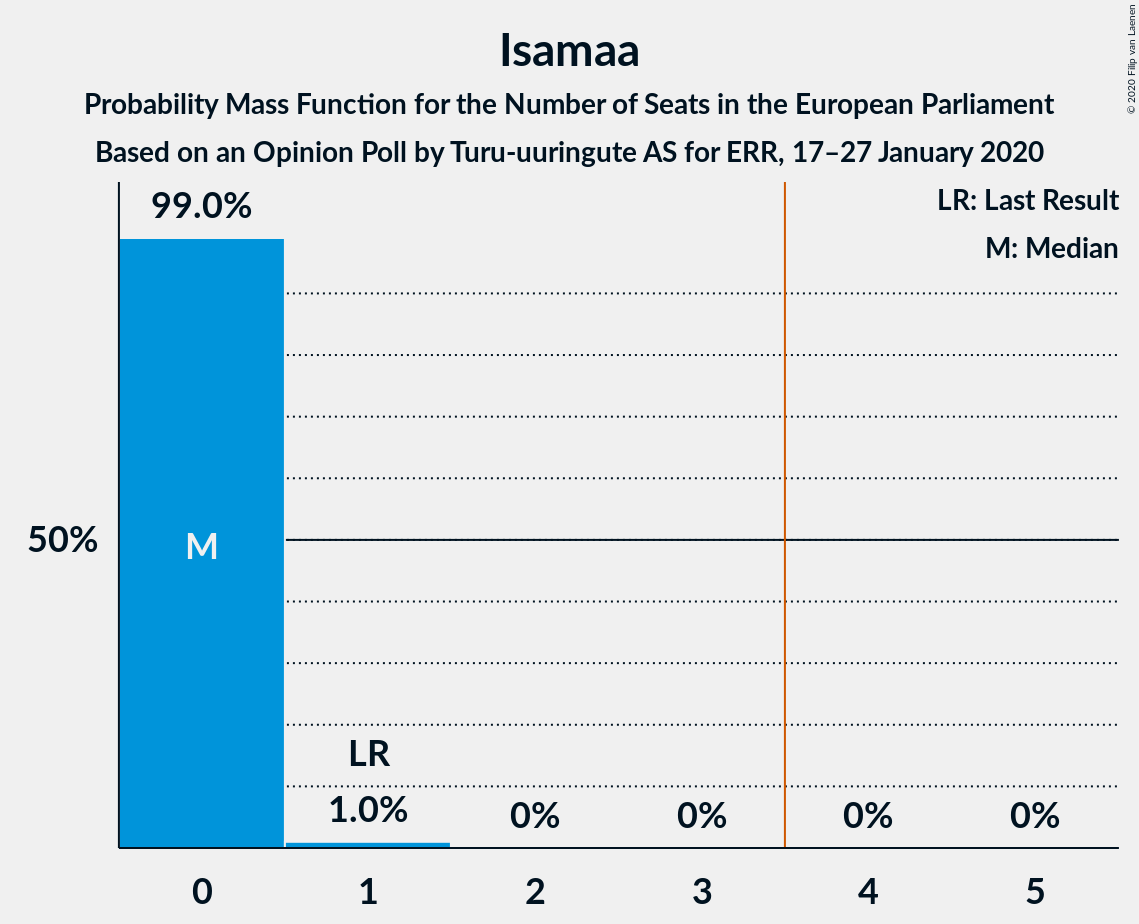 Isamaa
Probability Mass Function for the Number of Seats in the European Parliament
Based on an Opinion Poll by Turu-uuringute AS for ERR, 17–27 January 2020
© 2020 Filip van Laenen
LR: Last Result
M: Median
99.0%
50%
M
LR
1.0%
0%
0%
0%
0%
0
1
2
3
4
5